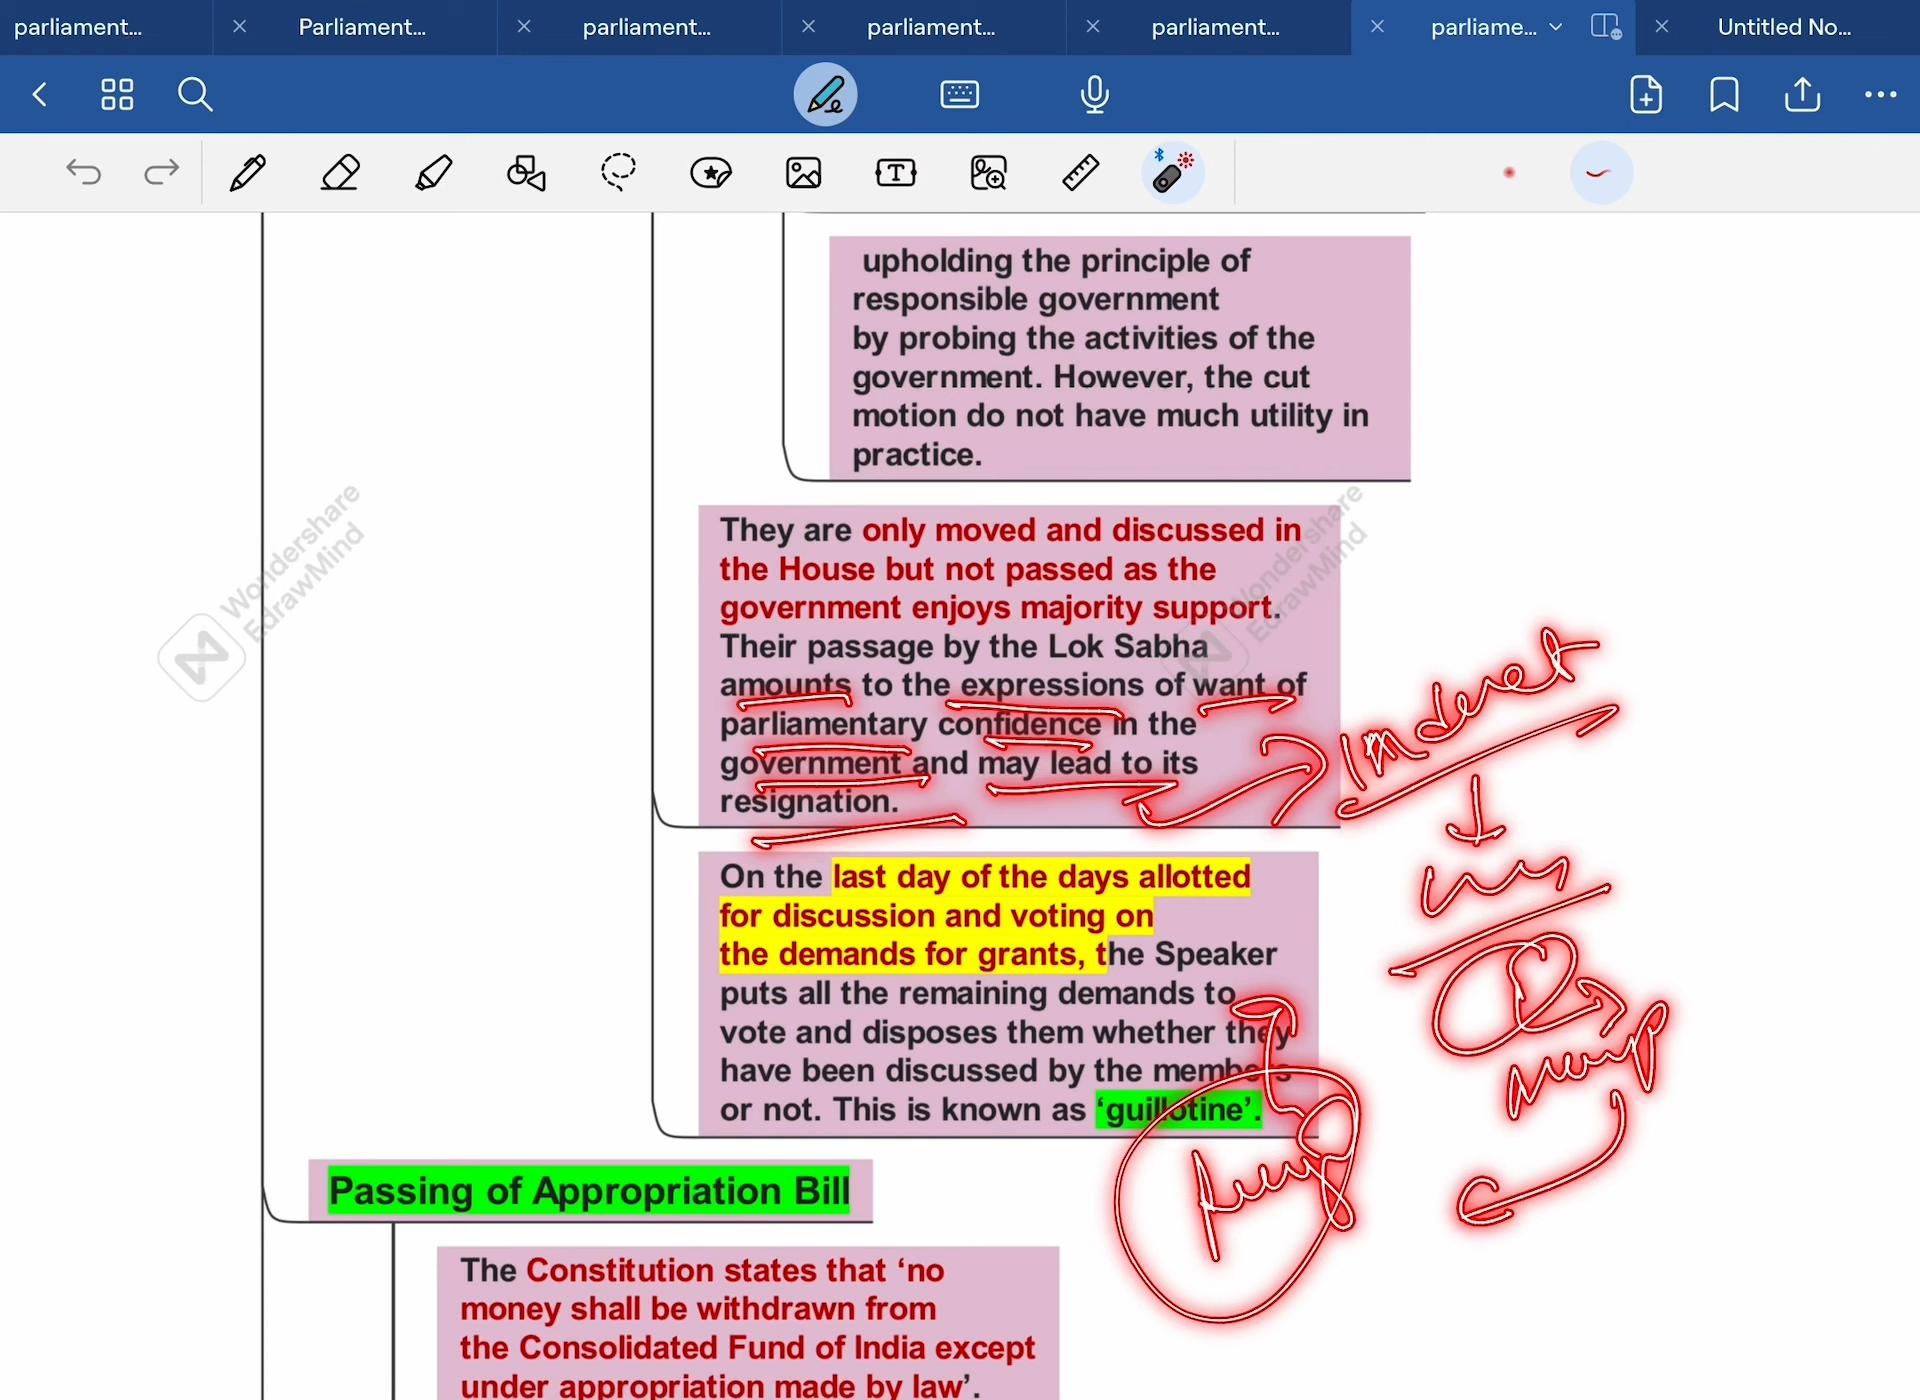 parliament...
Parliament...
parliament...
parliament...
parliament...
parliame...
Untitled No...
upholding the principle of
responsible government
by probing the activities of the
government. However, the cut
motion do not have much utility in
practice.
Wondershare
EdrawMind
Wondershare
EdrawMind
They are only moved and discussed in
the House but not passed as the
government enjoys majority support.
Their passage by the Lok Sabha
amounts to the expressions of want of
parliamentary confidence in the
government and may lead to its
resignation.
On the last day of the days allotted
for discussion and voting on
the demands for grants, the Speaker
puts all the remaining demands to
vote and disposes them whether they
have been discussed by the members
or not. This is known as ‘guillotine’.
Passing of Appropriation Bill
The Constitution states that ‘no
money shall be withdrawn from
the Consolidated Fund of India except
under appropriation made by law’.